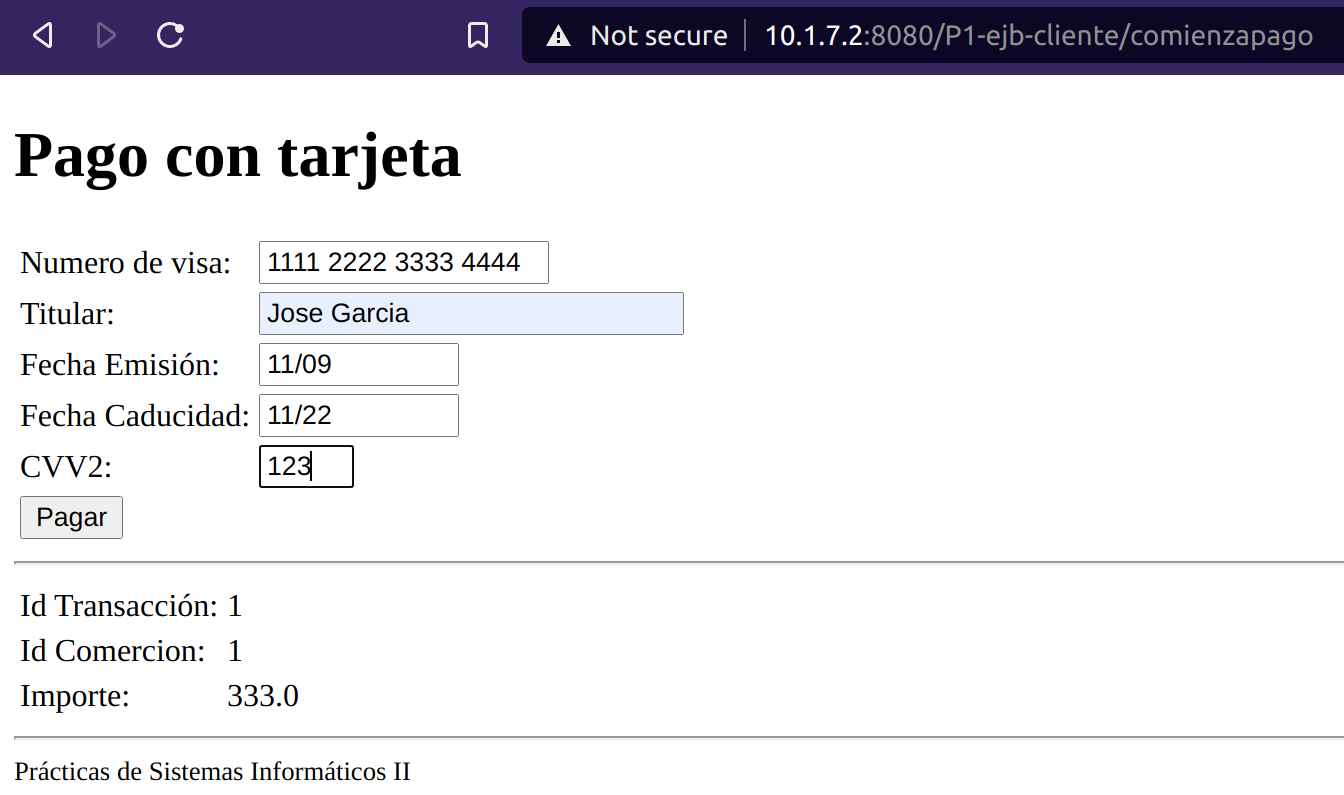 Not secure 10.1.7.2:8080/P1-ejb-cliente/comienzapago
Pago con tarjeta
Numero de visa: 1111 2222 3333 4444
Titular: Jose Garcia
Fecha Emisión: 11/09
Fecha Caducidad: 11/22
CVV2: 123
Pagar
Id Transacción: 1
Id Comercion: 1
Importe: 333.0
Prácticas de Sistemas Informáticos II